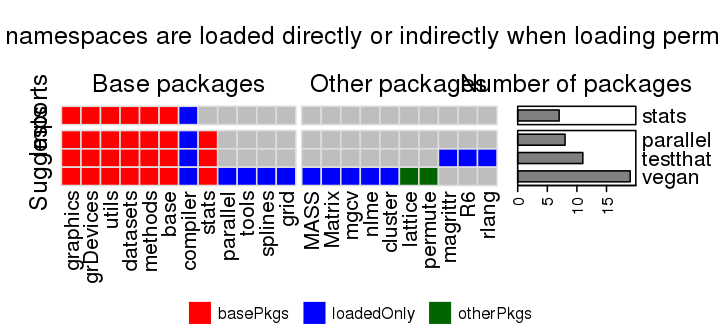 namespaces are loaded directly or indirectly when loading perm
Base packages
Other packages
Number of packages
Imports
Suggests
stats
parallel
testthat
vegan
graphics
grDevices
utils
datasets
methods
base
compiler
stats
parallel
tools
splines
grid
MASS
Matrix
mgcv
nlme
cluster
lattice
permute
magrittr
R6
rlang
0
5
10
15
basePkgs
loadedOnly
otherPkgs